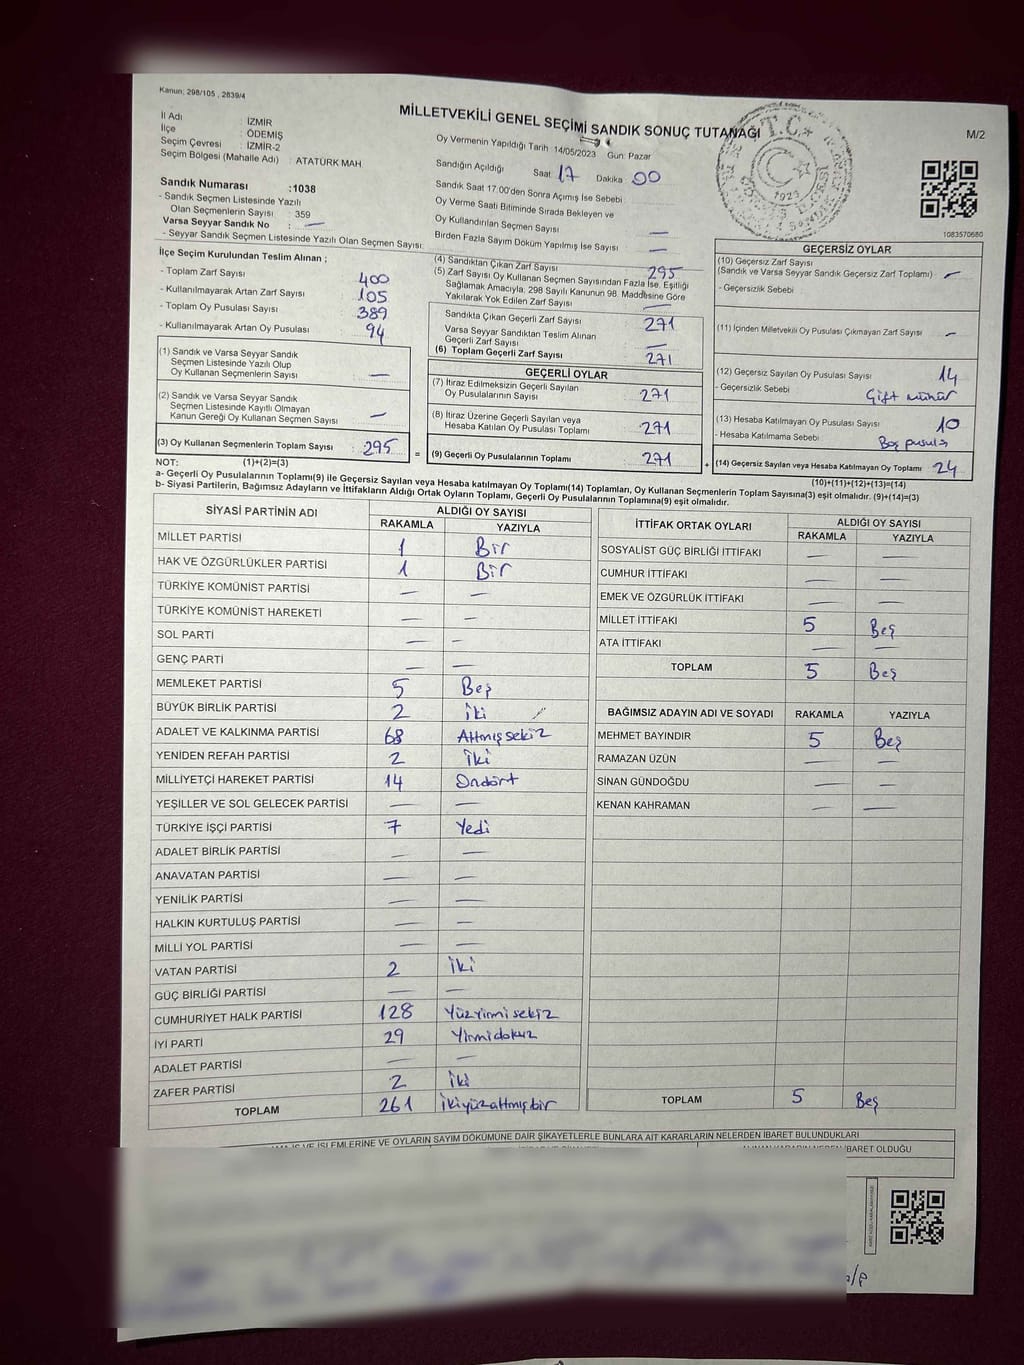 Kanun: 298/105 , 2839/4
MİLLETVEKİLİ GENEL SEÇİMİ SANDIK SONUÇ TUTANAĞI
M/2
İl Adı : İZMİR
İlçe : ÖDEMİŞ
Seçim Çevresi : İZMİR-2
Seçim Bölgesi (Mahalle Adı) : ATATÜRK MAH
Oy Vermenin Yapıldığı Tarih 14/05/2023 Gün: Pazar
Sandığın Açıldığı Saat 17 Dakika 00
Sandık Saat 17.00'den Sonra Açılmış İse Sebebi
Oy Verme Saati Bitiminde Sırada Bekleyen ve
Oy Kullandırılan Seçmen Sayısı —
Birden Fazla Sayım Döküm Yapılmış İse Sayısı —
T.C.
1923
1083570680
Sandık Numarası :1038
- Sandık Seçmen Listesinde Yazılı
Olan Seçmenlerin Sayısı : 359
Varsa Seyyar Sandık No : —
- Seyyar Sandık Seçmen Listesinde Yazılı Olan Seçmen Sayısı:
İlçe Seçim Kurulundan Teslim Alınan ;
- Toplam Zarf Sayısı : 400
- Kullanılmayarak Artan Zarf Sayısı : 105
- Toplam Oy Pusulası Sayısı : 389
- Kullanılmayarak Artan Oy Pusulası : 94
(1) Sandık ve Varsa Seyyar Sandık
Seçmen Listesinde Yazılı Olup
Oy Kullanan Seçmenlerin Sayısı : —
(2) Sandık ve Varsa Seyyar Sandık
Seçmen Listesinde Kayıtlı Olmayan
Kanun Gereği Oy Kullanan Seçmen Sayısı : —
(3) Oy Kullanan Seçmenlerin Toplam Sayısı : 295
(4) Sandıktan Çıkan Zarf Sayısı : 295
(5) Zarf Sayısı Oy Kullanan Seçmen Sayısından Fazla İse, Eşitliği
Sağlamak Amacıyla, 298 Sayılı Kanunun 98. Maddesine Göre
Yakılarak Yok Edilen Zarf Sayısı : —
Sandıkta Çıkan Geçerli Zarf Sayısı : 271
Varsa Seyyar Sandıktan Teslim Alınan
Geçerli Zarf Sayısı : —
(6) Toplam Geçerli Zarf Sayısı : 271
GEÇERLİ OYLAR
(7) İtiraz Edilmeksizin Geçerli Sayılan
Oy Pusulalarının Sayısı : 271
(8) İtiraz Üzerine Geçerli Sayılan veya
Hesaba Katılan Oy Pusulası Toplamı : 271
= (9) Geçerli Oy Pusulalarının Toplamı : 271
GEÇERSİZ OYLAR
(10) Geçersiz Zarf Sayısı
(Sandık ve Varsa Seyyar Sandık Geçersiz Zarf Toplamı) : —
- Geçersizlik Sebebi
(11) İçinden Milletvekili Oy Pusulası Çıkmayan Zarf Sayısı : —
(12) Geçersiz Sayılan Oy Pusulası Sayısı : 14
- Geçersizlik Sebebi : Çift mühür
(13) Hesaba Katılmayan Oy Pusulası Sayısı : 10
- Hesaba Katılmama Sebebi : Boş pusula
+ (14) Geçersiz Sayılan veya Hesaba Katılmayan Oy Toplamı : 24
NOT: (1)+(2)=(3)
(10)+(11)+(12)+(13)=(14)
a- Geçerli Oy Pusulalarının Toplamı(9) ile Geçersiz Sayılan veya Hesaba katılmayan Oy Toplamı(14) Toplamları, Oy Kullanan Seçmenlerin Toplam Sayısına(3) eşit olmalıdır. (9)+(14)=(3)
b- Siyasi Partilerin, Bağımsız Adayların ve İttifakların Aldığı Ortak Oyların Toplamı, Geçerli Oy Pusulalarının Toplamına(9) eşit olmalıdır.
SİYASİ PARTİNİN ADI ALDIĞI OY SAYISI
RAKAMLA YAZIYLA
MİLLET PARTİSİ 1 Bir
HAK VE ÖZGÜRLÜKLER PARTİSİ 1 Bir
TÜRKİYE KOMÜNİST PARTİSİ — —
TÜRKİYE KOMÜNİST HAREKETİ — —
SOL PARTİ — —
GENÇ PARTİ — —
MEMLEKET PARTİSİ 5 Beş
BÜYÜK BİRLİK PARTİSİ 2 İki
ADALET VE KALKINMA PARTİSİ 68 Altmışsekiz
YENİDEN REFAH PARTİSİ 2 İki
MİLLİYETÇİ HAREKET PARTİSİ 14 Ondört
YEŞİLLER VE SOL GELECEK PARTİSİ — —
TÜRKİYE İŞÇİ PARTİSİ 7 Yedi
ADALET BİRLİK PARTİSİ — —
ANAVATAN PARTİSİ — —
YENİLİK PARTİSİ — —
HALKIN KURTULUŞ PARTİSİ — —
MİLLİ YOL PARTİSİ — —
VATAN PARTİSİ 2 İki
GÜÇ BİRLİĞİ PARTİSİ — —
CUMHURİYET HALK PARTİSİ 128 Yüzyirmisekiz
İYİ PARTİ 29 Yirmidokuz
ADALET PARTİSİ — —
ZAFER PARTİSİ 2 İki
TOPLAM 261 İkiyüzaltmışbir
İTTİFAK ORTAK OYLARI ALDIĞI OY SAYISI
RAKAMLA YAZIYLA
SOSYALİST GÜÇ BİRLİĞİ İTTİFAKI — —
CUMHUR İTTİFAKI — —
EMEK VE ÖZGÜRLÜK İTTİFAKI — —
MİLLET İTTİFAKI 5 Beş
ATA İTTİFAKI — —
TOPLAM 5 Beş
BAĞIMSIZ ADAYIN ADI VE SOYADI RAKAMLA YAZIYLA
MEHMET BAYINDIR 5 Beş
RAMAZAN ÜZÜN — —
SİNAN GÜNDOĞDU — —
KENAN KAHRAMAN — —
TOPLAM 5 Beş
İŞLEMLERİNE VE OYLARIN SAYIM DÖKÜMÜNE DAİR ŞİKAYETLERLE BUNLARA AİT KARARLARIN NELERDEN İBARET BULUNDUKLARI
İBARET OLDUĞU